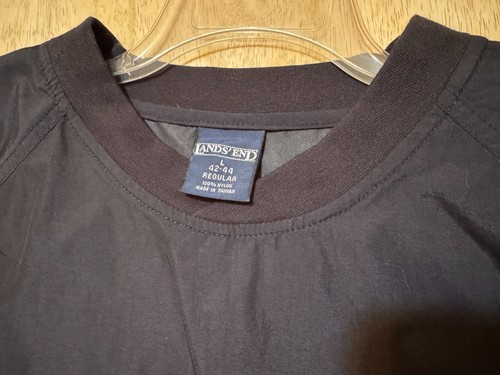 LANDS' END
L
42-44
REGULAR
100% NYLON
MADE IN TAIWAN